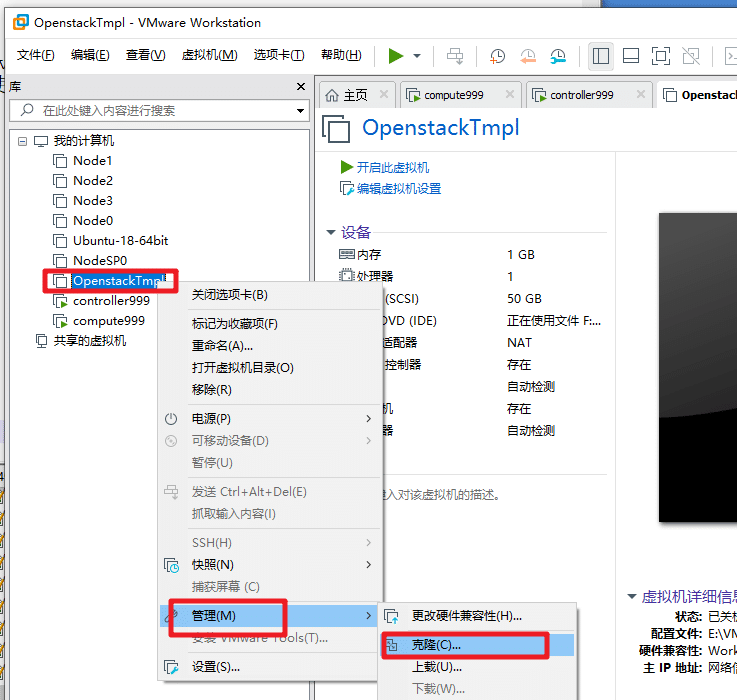 OpenstackTmpl - VMware Workstation
文件(F) 编辑(E) 查看(V) 虚拟机(M) 选项卡(T) 帮助(H)
库
在此处键入内容进行搜索
主页 compute999 controller999 Openstac
我的计算机
Node1
Node2
Node3
Node0
Ubuntu-18-64bit
NodeSP0
OpenstackTmpl
controller999
compute999
共享的虚拟机
OpenstackTmpl
开启此虚拟机
编辑虚拟机设置
设备
内存 1 GB
处理器 1
(SCSI) 50 GB
DVD (IDE) 正在使用文件 F:...
适配器 NAT
控制器 存在
自动检测
机 存在
器 自动检测
键入对该虚拟机的描述。
关闭选项卡(B)
标记为收藏项(F)
重命名(A)...
打开虚拟机目录(O)
移除(R)
电源(P)
可移动设备(D)
暂停(U)
发送 Ctrl+Alt+Del(E)
抓取输入内容(I)
SSH(H)
快照(N)
捕获屏幕 (C)
管理(M)
安装 VMware Tools(T)...
设置(S)...
更改硬件兼容性(H)...
克隆(C)...
上载(U)...
下载(W)...
虚拟机详细信息
状态: 已关
配置文件: E:\VM
硬件兼容性: Work
主 IP 地址: 网络信